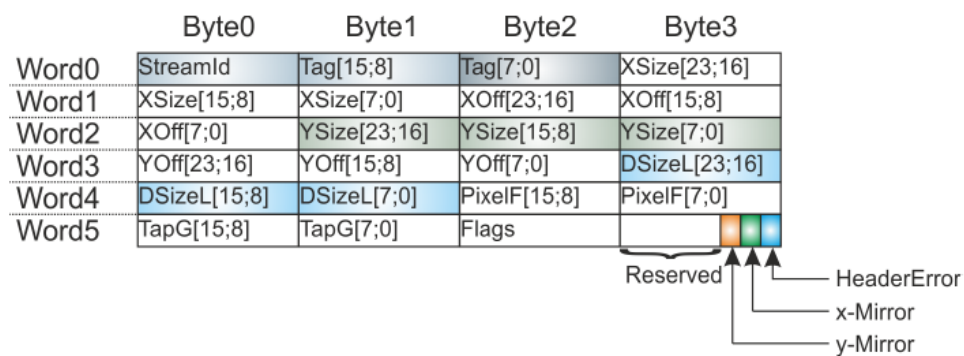 Byte0 Byte1 Byte2 Byte3
Word0 StreamId Tag[15;8] Tag[7;0] XSize[23;16]
Word1 XSize[15;8] XSize[7;0] XOff[23;16] XOff[15;8]
Word2 XOff[7;0] YSize[23;16] YSize[15;8] YSize[7;0]
Word3 YOff[23;16] YOff[15;8] YOff[7;0] DSizeL[23;16]
Word4 DSizeL[15;8] DSizeL[7;0] PixelF[15;8] PixelF[7;0]
Word5 TapG[15;8] TapG[7;0] Flags
Reserved
HeaderError
x-Mirror
y-Mirror